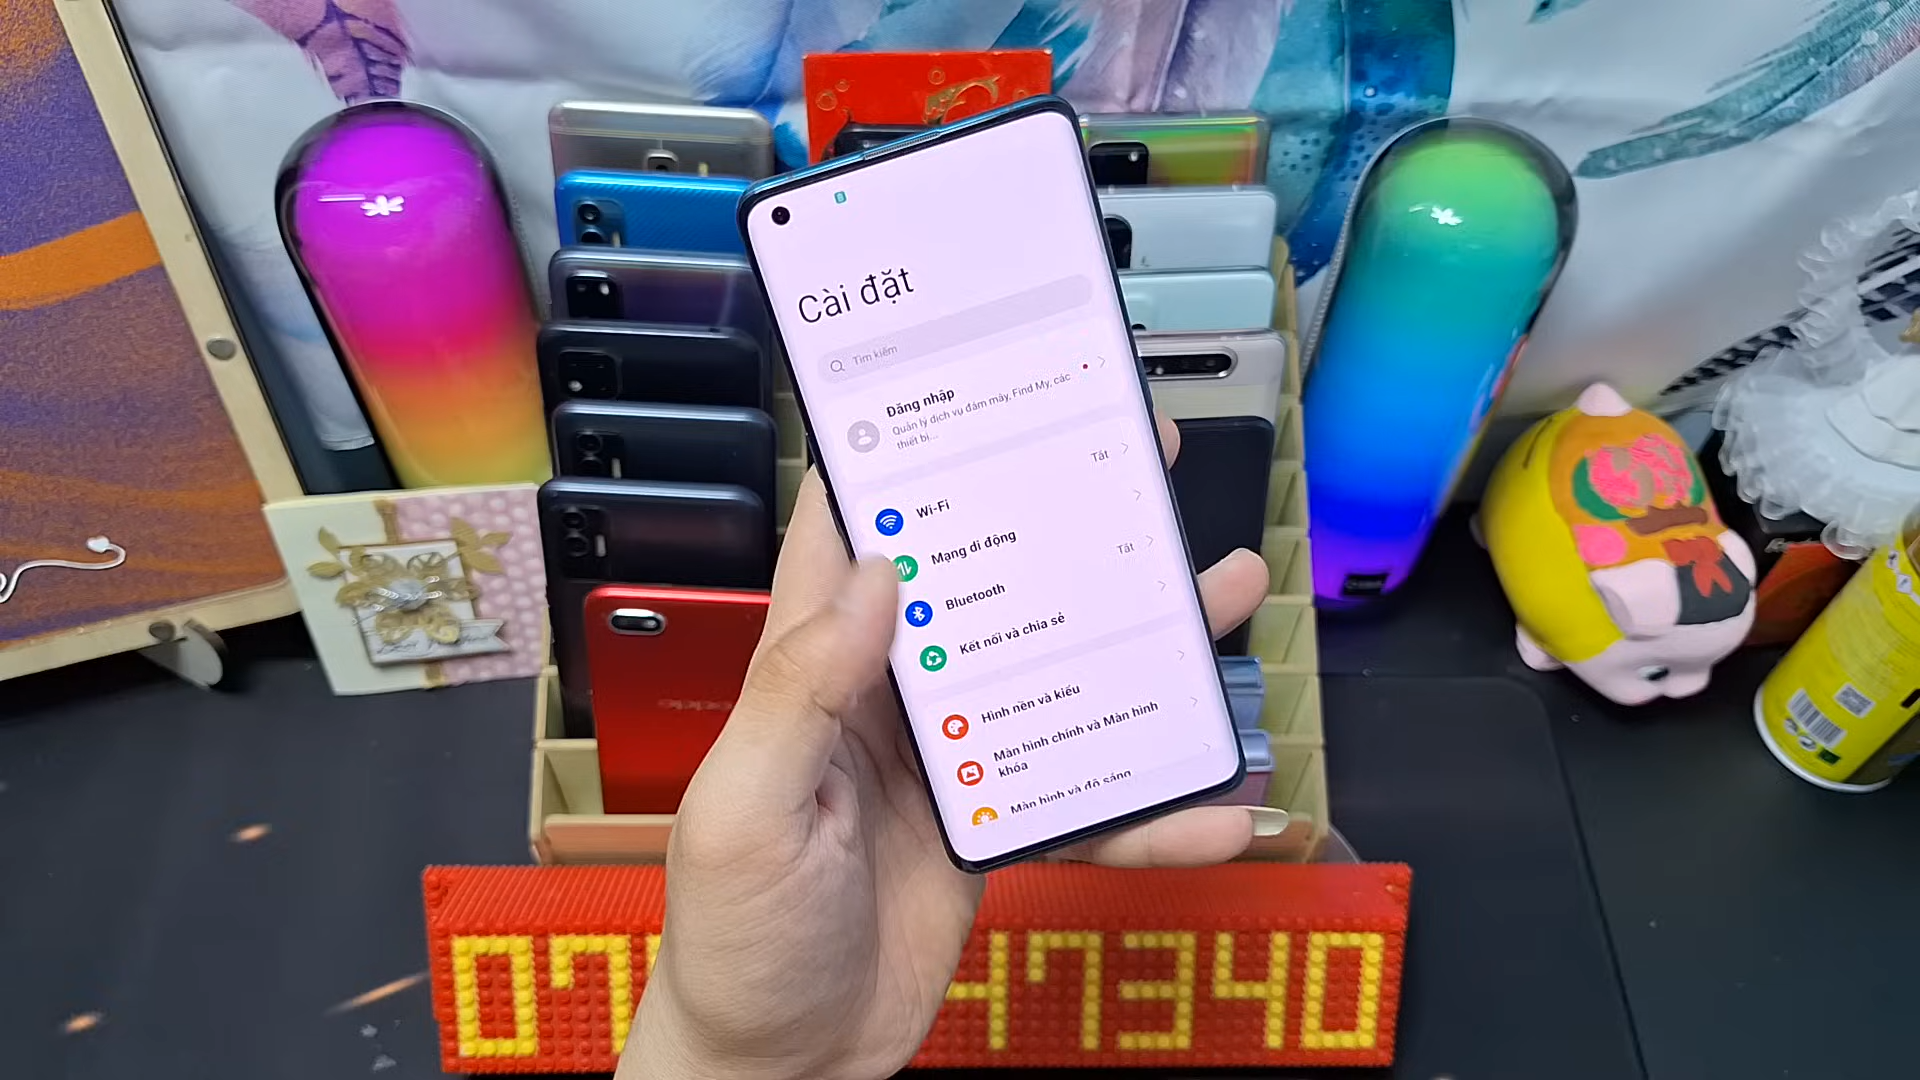 Cài đặt
Tìm kiếm
Đăng nhập
Quản lý dịch vụ đám mây, Find My, các
thiết bị...
Wi-Fi
Tắt
Mạng di động
Bluetooth
Tắt
Kết nối và chia sẻ
Hình nền và kiểu
Màn hình chính và Màn hình
khóa
Màn hình và độ sáng
oppo
07
47340